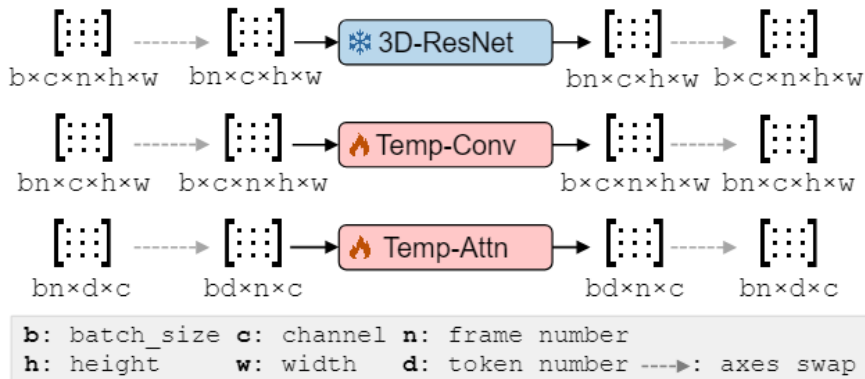 3D-ResNet
b×c×n×h×w bn×c×h×w bn×c×h×w b×c×n×h×w
Temp-Conv
bn×c×h×w b×c×n×h×w b×c×n×h×w bn×c×h×w
Temp-Attn
bn×d×c bd×n×c bd×n×c bn×d×c
b: batch_size c: channel n: frame number
h: height w: width d: token number : axes swap